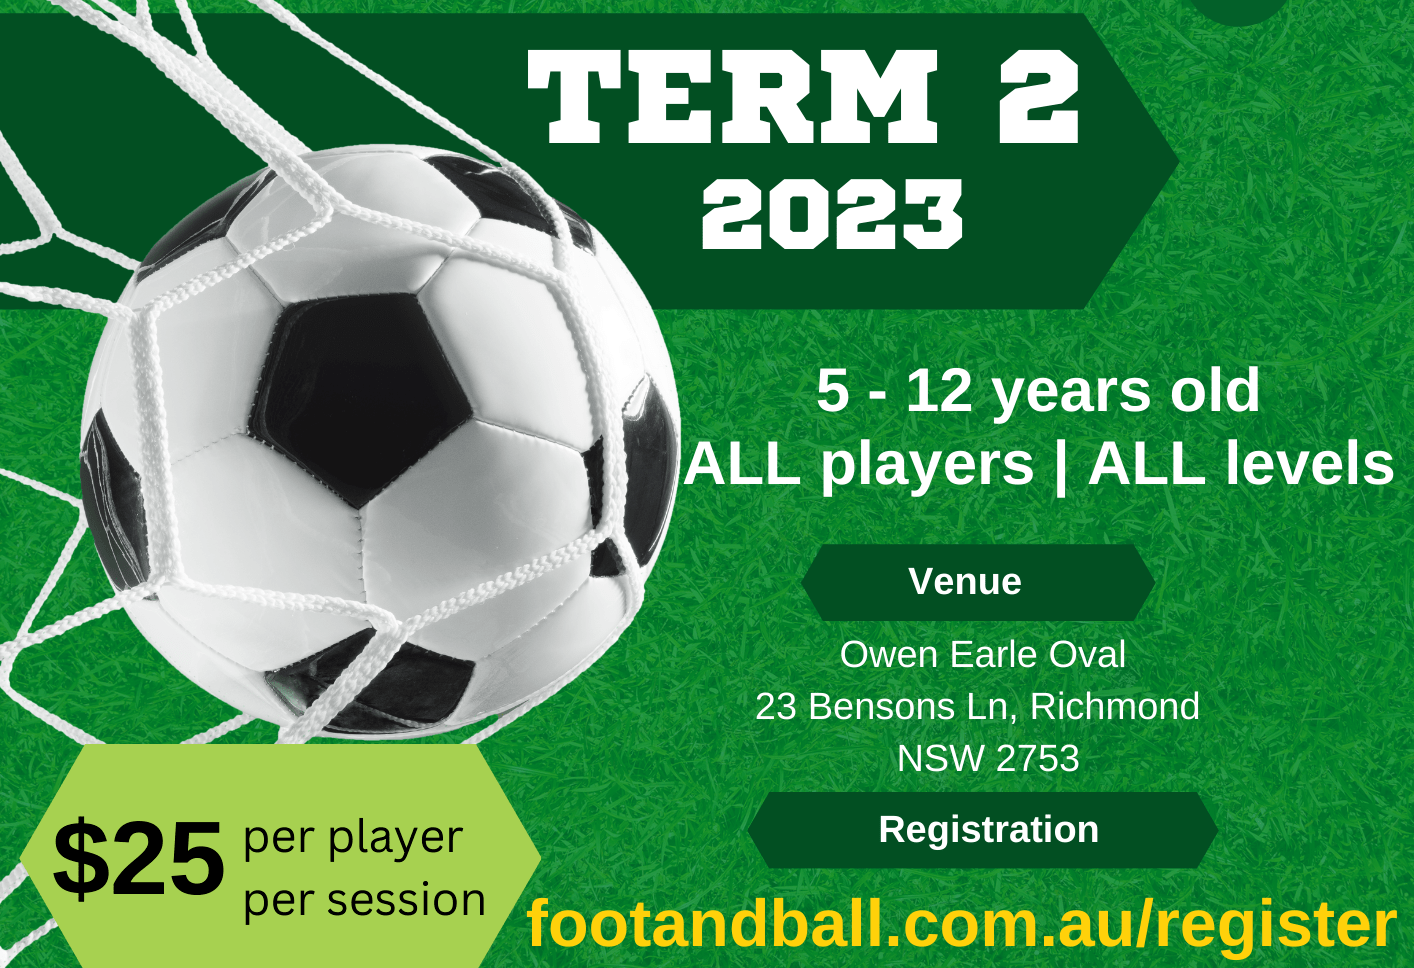 TERM 2
2023
5 - 12 years old
ALL players | ALL levels
Venue
Owen Earle Oval
23 Bensons Ln, Richmond
NSW 2753
Registration
$25 per player
per session
footandball.com.au/register